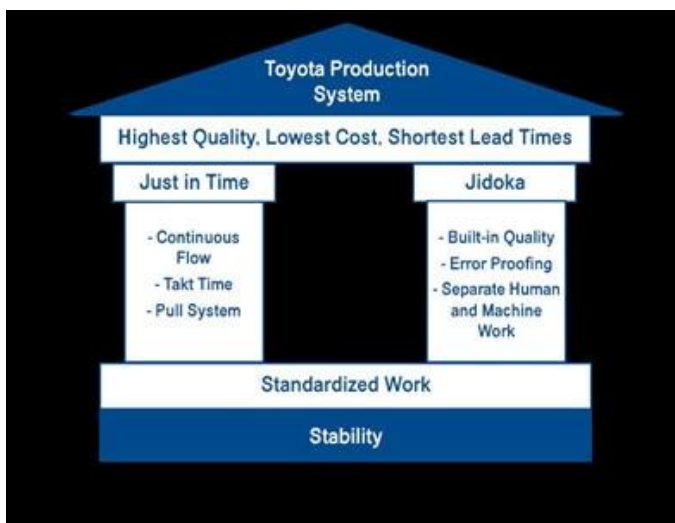 Toyota Production
System
Highest Quality, Lowest Cost, Shortest Lead Times
Just in Time
- Continuous
Flow
- Takt Time
- Pull System
Jidoka
- Built-in Quality
- Error Proofing
- Separate Human
and Machine
Work
Standardized Work
Stability